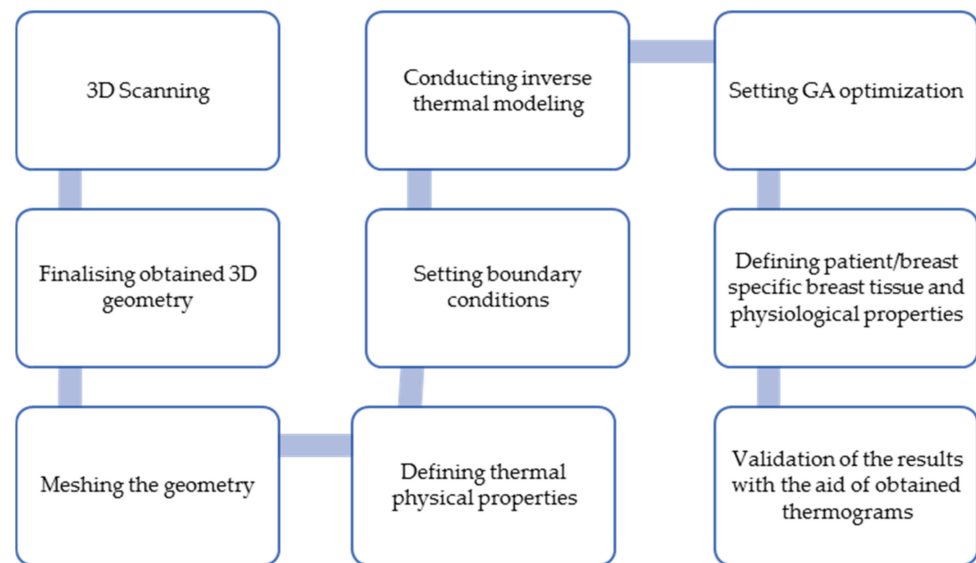 3D Scanning
Finalising obtained 3D
geometry
Meshing the geometry
Defining thermal
physical properties
Setting boundary
conditions
Conducting inverse
thermal modeling
Setting GA optimization
Defining patient/breast
specific breast tissue and
physiological properties
Validation of the results
with the aid of obtained
thermograms